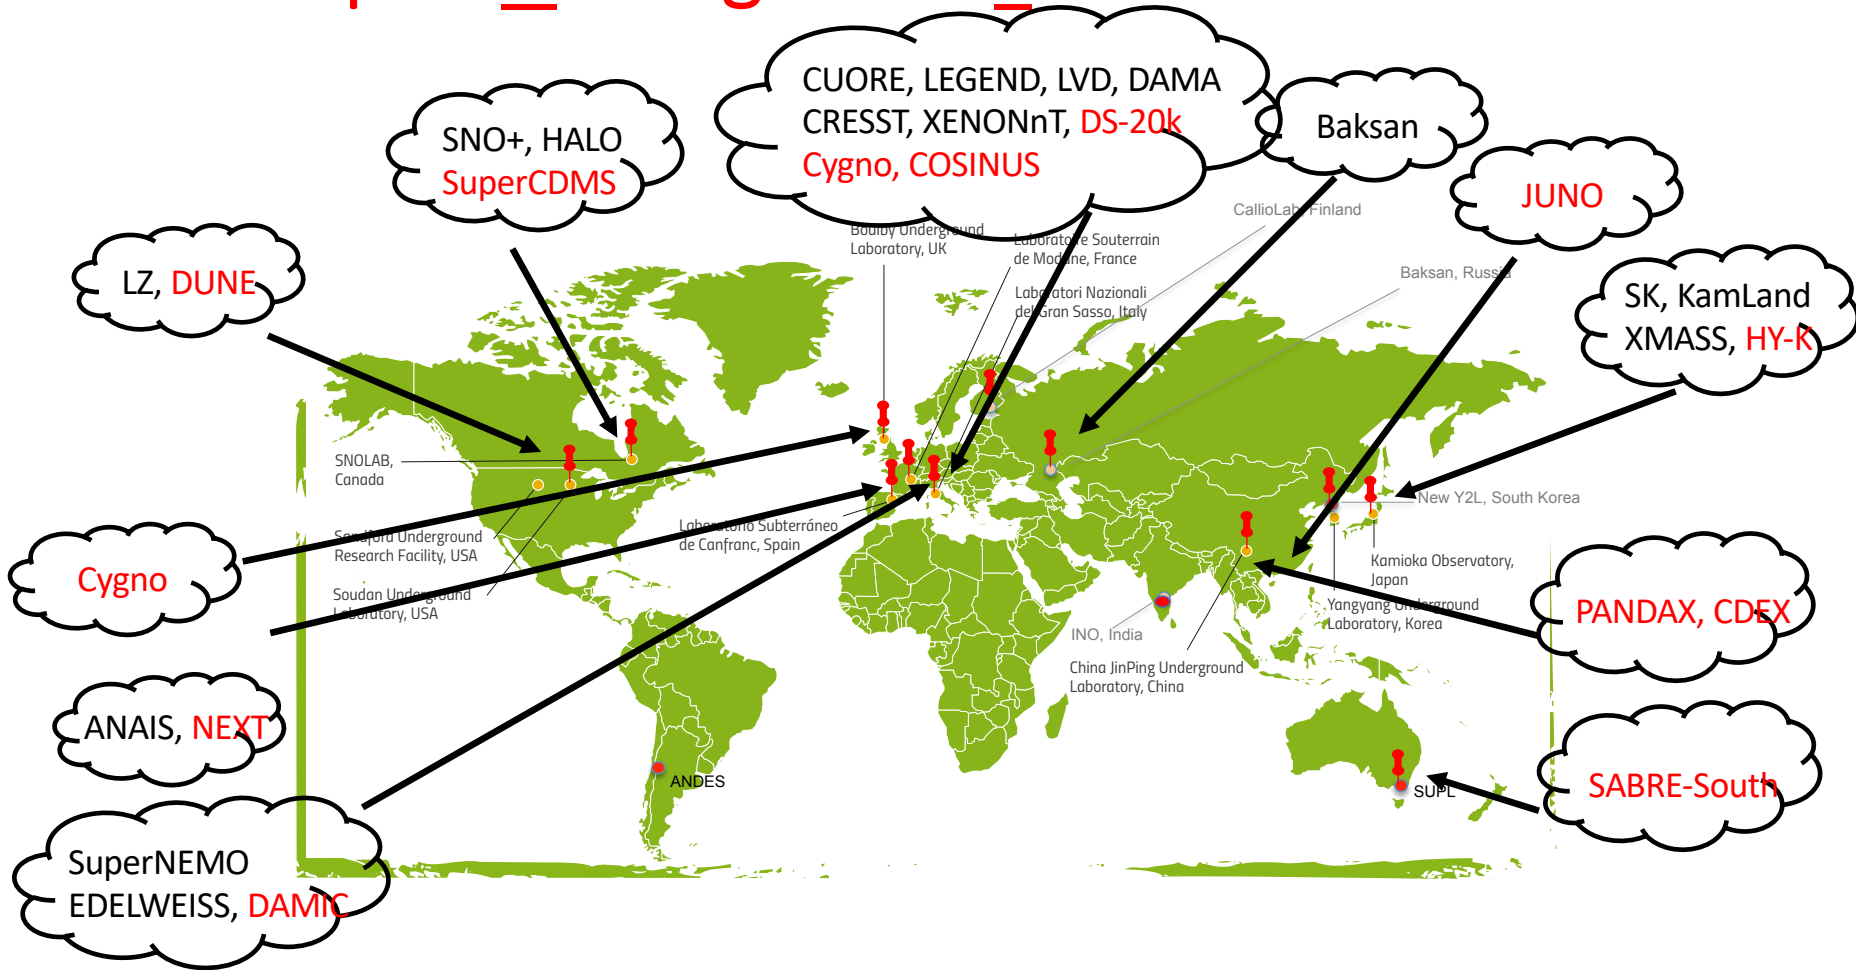 CUORE, LEGEND, LVD, DAMA
CRESST, XENONnT, DS-20k
Cygno, COSINUS
Baksan
SNO+, HALO
SuperCDMS
JUNO
LZ, DUNE
SK, KamLand
XMASS, HY-K
Boulby Underground
Laboratory, UK
Laboratoire Souterrain
de Modane, France
Laboratori Nazionali
del Gran Sasso, Italy
CallioLab, Finland
Baksan, Russia
SNOLAB,
Canada
Sandford Underground
Research Facility, USA
Soudan Underground
Laboratory, USA
Laboratorio Subterráneo
de Canfranc, Spain
New Y2L, South Korea
Kamioka Observatory,
Japan
Yangyang Underground
Laboratory, Korea
INO, India
China JinPing Underground
Laboratory, China
Cygno
PANDAX, CDEX
ANAIS, NEXT
ANDES
SUPL
SABRE-South
SuperNEMO
EDELWEISS, DAMIC